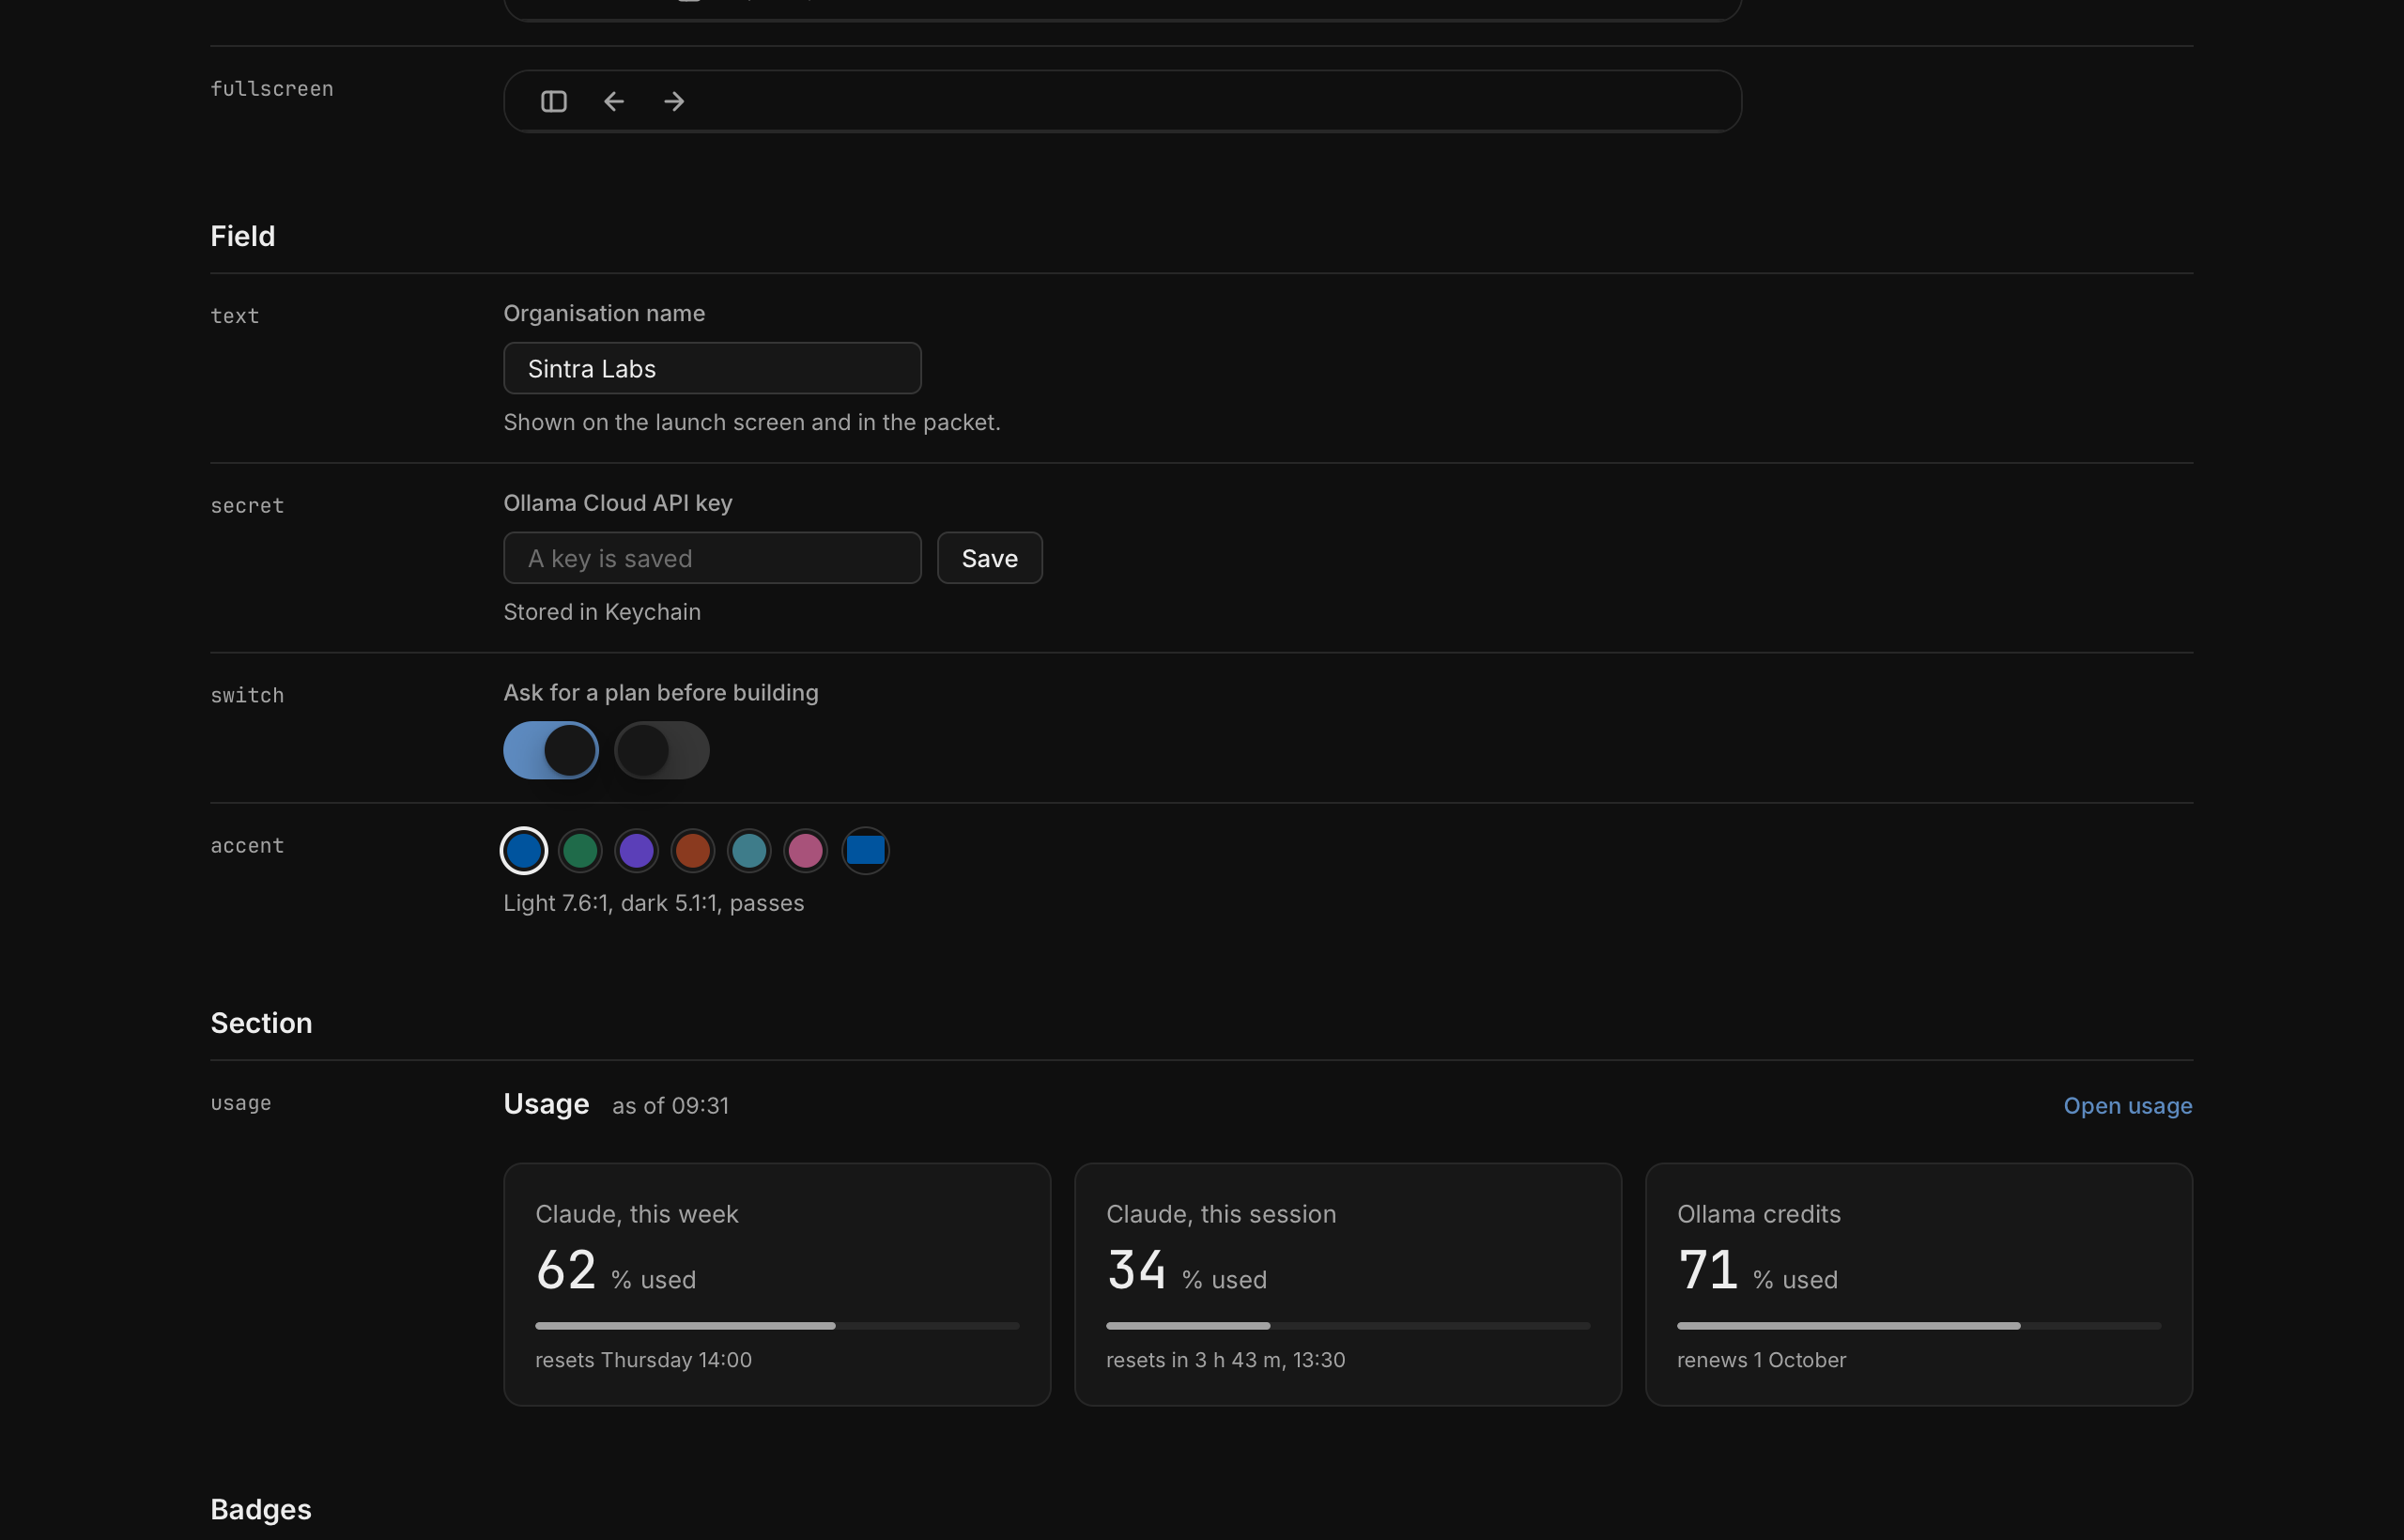 fullscreen
Field
text
Organisation name
Sintra Labs
Shown on the launch screen and in the packet.
secret
Ollama Cloud API key
A key is saved
Save
Stored in Keychain
switch
Ask for a plan before building
accent
Light 7.6:1, dark 5.1:1, passes
Section
usage
Usage as of 09:31
Open usage
Claude, this week
62 % used
resets Thursday 14:00
Claude, this session
34 % used
resets in 3 h 43 m, 13:30
Ollama credits
71 % used
renews 1 October
Badges